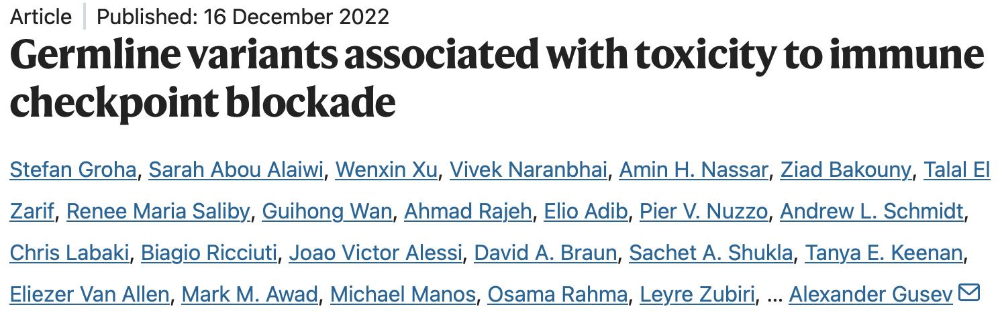 Article | Published: 16 December 2022
Germline variants associated with toxicity to immune
checkpoint blockade
Stefan Groha, Sarah Abou Alaiwi, Wenxin Xu, Vivek Naranbhai, Amin H. Nassar, Ziad Bakouny, Talal El
Zarif, Renee Maria Saliby, Guihong Wan, Ahmad Rajeh, Elio Adib, Pier V. Nuzzo, Andrew L. Schmidt,
Chris Labaki, Biagio Ricciuti, Joao Victor Alessi, David A. Braun, Sachet A. Shukla, Tanya E. Keenan,
Eliezer Van Allen, Mark M. Awad, Michael Manos, Osama Rahma, Leyre Zubiri, ... Alexander Gusev